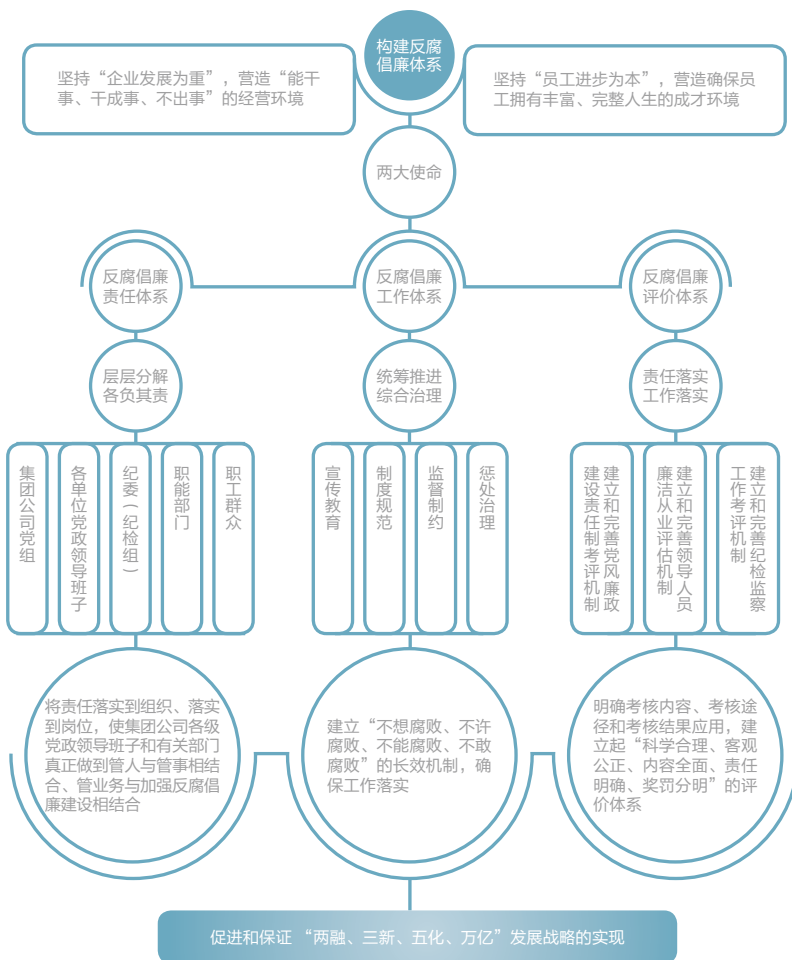 构建反腐
倡廉体系
坚持“企业发展为重”，营造“能干
事、干成事、不出事”的经营环境
坚持“员工进步为本”，营造确保员
工拥有丰富、完整人生的成才环境
两大使命
反腐倡廉
责任体系
反腐倡廉
工作体系
反腐倡廉
评价体系
层层分解
各负其责
统筹推进
综合治理
责任落实
工作落实
集团公司党组
各单位党政领导班子
纪委（纪检组）
职能部门
职工群众
宣传教育
制度规范
监督制约
惩处治理
建立和完善党风廉政
建设责任制考评机制
建立和完善领导人员
廉洁从业评估机制
建立和完善纪检监察
工作考评机制
将责任落实到组织、落实
到岗位，使集团公司各级
党政领导班子和有关部门
真正做到管人与管事相结
合、管业务与加强反腐倡
廉建设相结合
建立“不想腐败、不许
腐败、不能腐败、不敢
腐败”的长效机制，确
保工作落实
明确考核内容、考核途
径和考核结果应用，建
立起“科学合理、客观
公正、内容全面、责任
明确、奖罚分明”的评
价体系
促进和保证 “两融、三新、五化、万亿”发展战略的实现